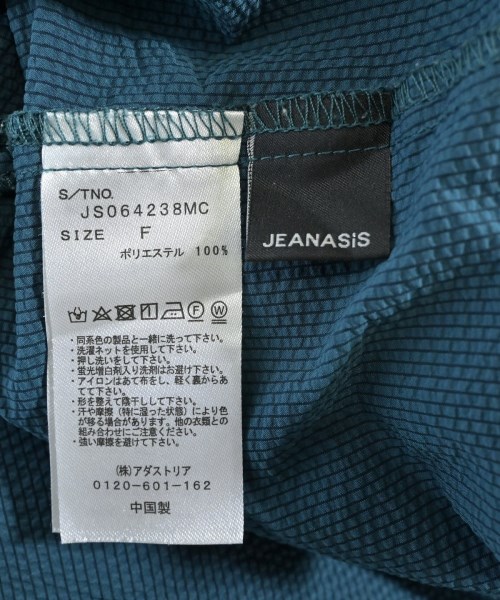 S/TNO.
JS064238MC
SIZE F
ポリエステル 100%
JEANASiS
F W
・同系色の製品と一緒に洗って下さい。
・洗濯ネットを使用して下さい。
・押し洗いをして下さい。
・蛍光増白剤入り洗剤はお避け下さい。
・アイロンはあて布をし、軽く裏からあ
てて下さい。
・形を整えて陰干しして下さい。
・汗や摩擦（特に湿った状態）により色
が移る場合があります。他の衣類との
組み合わせにご注意ください。
・強い摩擦を避けて下さい。
（株）アダストリア
0120-601-162
中国製